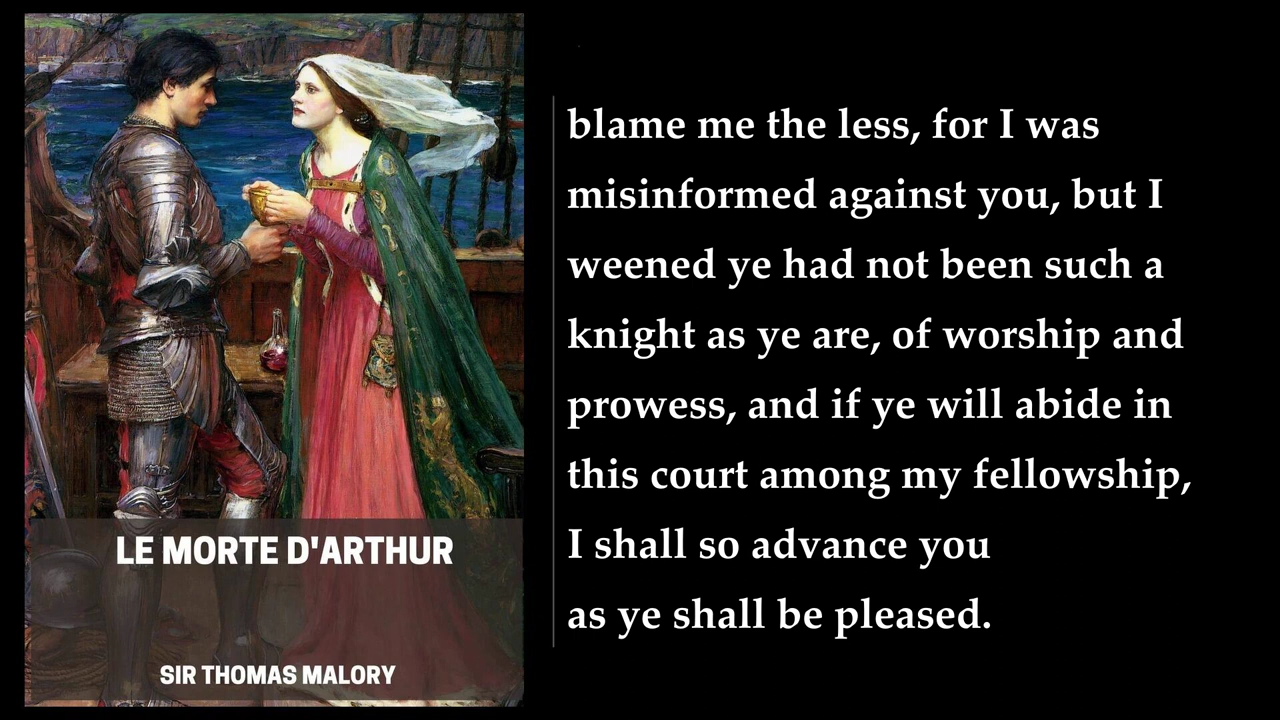 LE MORTE D'ARTHUR
SIR THOMAS MALORY
blame me the less, for I was
misinformed against you, but I
weened ye had not been such a
knight as ye are, of worship and
prowess, and if ye will abide in
this court among my fellowship,
I shall so advance you
as ye shall be pleased.